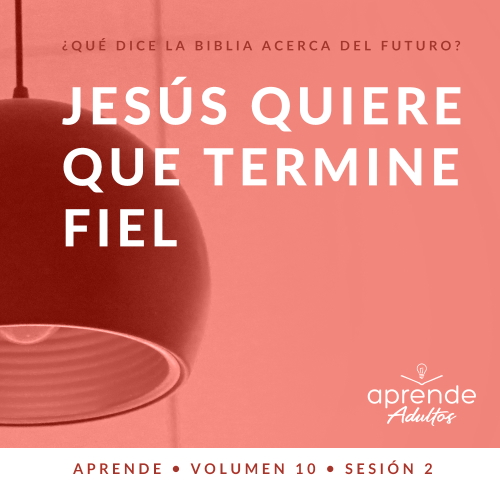 ¿QUÉ DICE LA BIBLIA ACERCA DEL FUTURO?
JESÚS QUIERE
QUE TERMINE
FIEL
aprende
Adultos
APRENDE • VOLUMEN 10 • SESIÓN 2